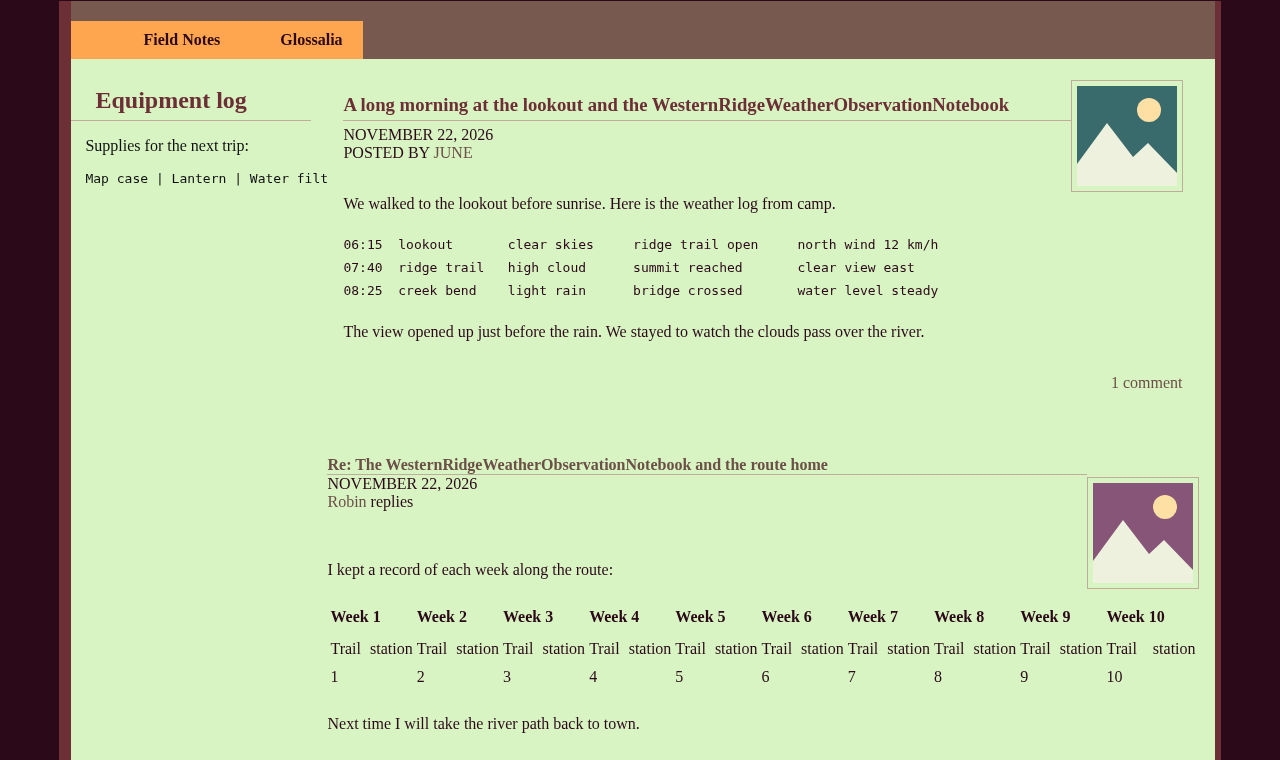 Field Notes Glossalia
Equipment log
Supplies for the next trip:
Map case | Lantern | Water filt
A long morning at the lookout and the WesternRidgeWeatherObservationNotebook
NOVEMBER 22, 2026
POSTED BY JUNE
We walked to the lookout before sunrise. Here is the weather log from camp.
06:15 lookout clear skies ridge trail open north wind 12 km/h
07:40 ridge trail high cloud summit reached clear view east
08:25 creek bend light rain bridge crossed water level steady
The view opened up just before the rain. We stayed to watch the clouds pass over the river.
1 comment
Re: The WesternRidgeWeatherObservationNotebook and the route home
NOVEMBER 22, 2026
Robin replies
I kept a record of each week along the route:
Week 1 Week 2 Week 3 Week 4 Week 5 Week 6 Week 7 Week 8 Week 9 Week 10
Trail station Trail station Trail station Trail station Trail station Trail station Trail station Trail station Trail station Trail station
1 2 3 4 5 6 7 8 9 10
Next time I will take the river path back to town.